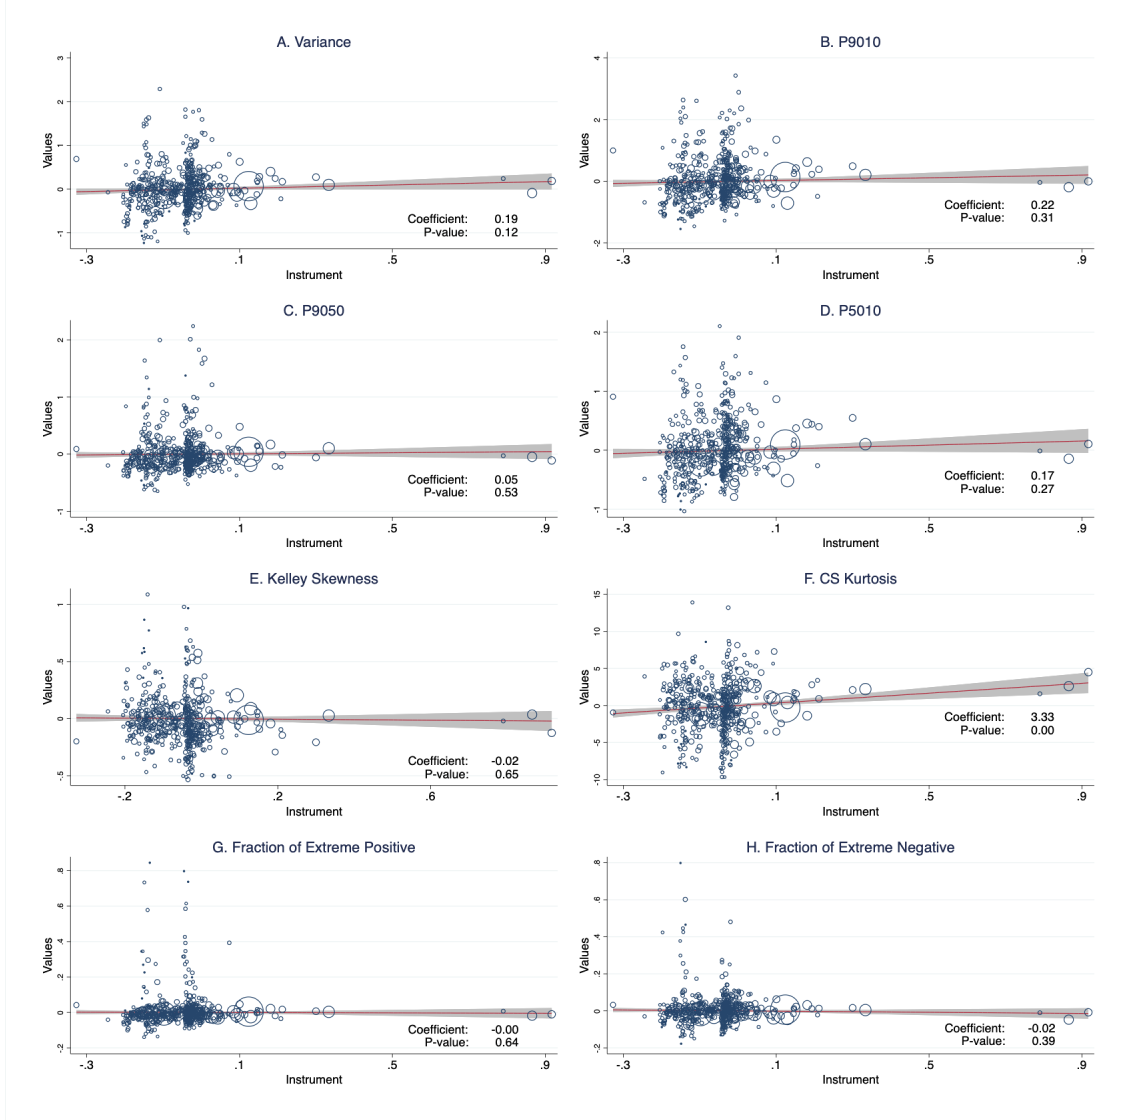 A. Variance
3
2
1
0
-1
Values
Coefficient: 0.19
P-value: 0.12
-.3 .1 .5 .9
Instrument
B. P9010
4
2
0
-2
Values
Coefficient: 0.22
P-value: 0.31
-.3 .1 .5 .9
Instrument
C. P9050
2
1
0
-1
Values
Coefficient: 0.05
P-value: 0.53
-.3 .1 .5 .9
Instrument
D. P5010
2
1
0
-1
Values
Coefficient: 0.17
P-value: 0.27
-.3 .1 .5 .9
Instrument
E. Kelley Skewness
1
.5
0
-.5
Values
Coefficient: -0.02
P-value: 0.65
-.2 .2 .6
Instrument
F. CS Kurtosis
15
10
5
0
-5
-10
Values
Coefficient: 3.33
P-value: 0.00
-.3 .1 .5 .9
Instrument
G. Fraction of Extreme Positive
.8
.6
.4
.2
0
-.2
Values
Coefficient: -0.00
P-value: 0.64
-.3 .1 .5 .9
Instrument
H. Fraction of Extreme Negative
.8
.6
.4
.2
0
-.2
Values
Coefficient: -0.02
P-value: 0.39
-.3 .1 .5 .9
Instrument